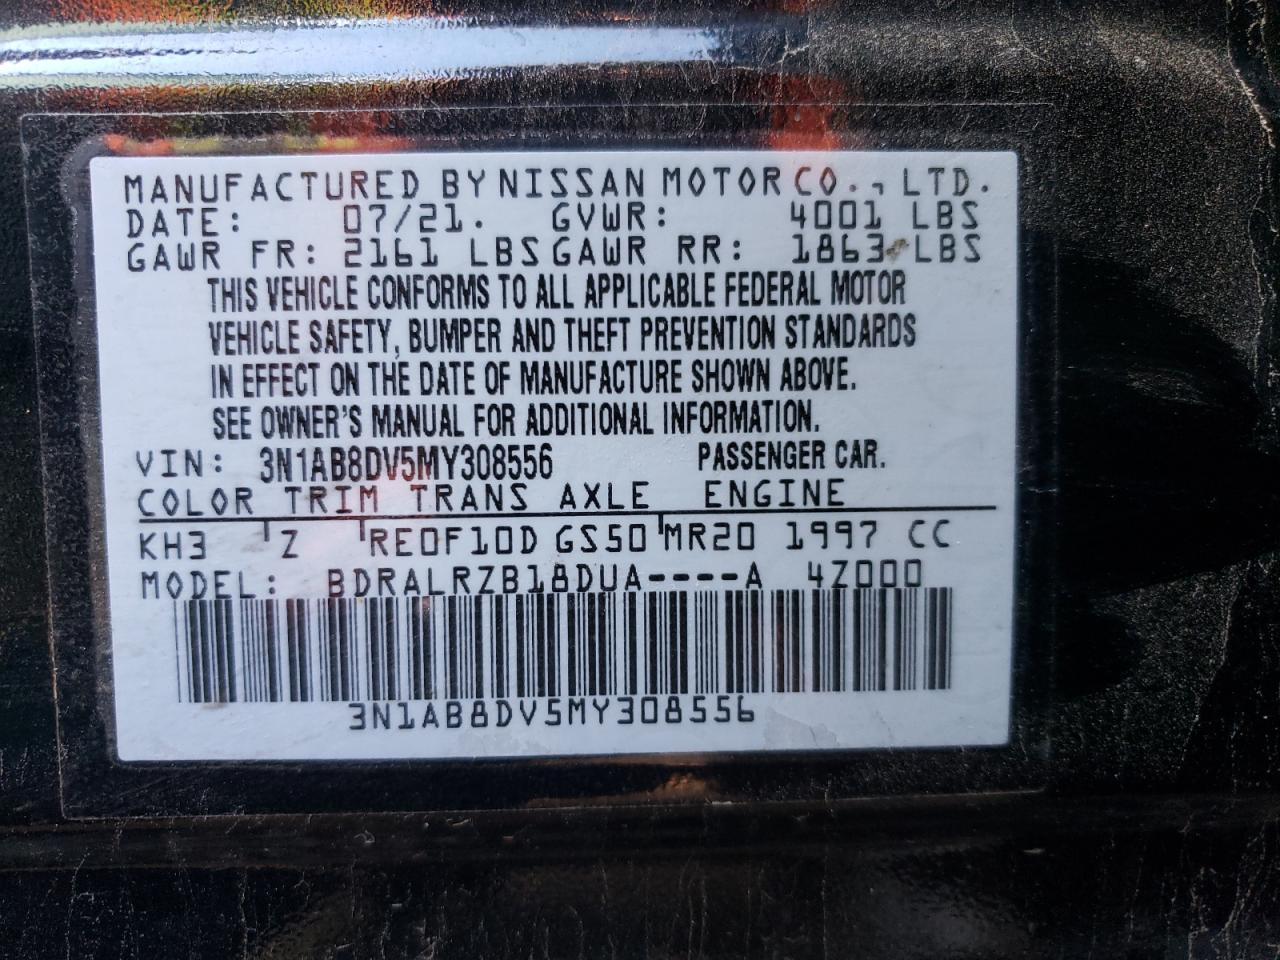 MANUFACTURED BY NISSAN MOTOR CO., LTD.
DATE: 07/21. GVWR: 4001 LBS
GAWR FR: 2161 LBS GAWR RR: 1863 LBS
THIS VEHICLE CONFORMS TO ALL APPLICABLE FEDERAL MOTOR
VEHICLE SAFETY, BUMPER AND THEFT PREVENTION STANDARDS
IN EFFECT ON THE DATE OF MANUFACTURE SHOWN ABOVE.
SEE OWNER'S MANUAL FOR ADDITIONAL INFORMATION.
VIN: 3N1AB8DV5MY308556 PASSENGER CAR.
COLOR TRIM TRANS AXLE ENGINE
KH3 Z RE0F10D GS50 MR20 1997 CC
MODEL: BDRALRZB18DUA----A 4Z000
3N1AB8DV5MY308556